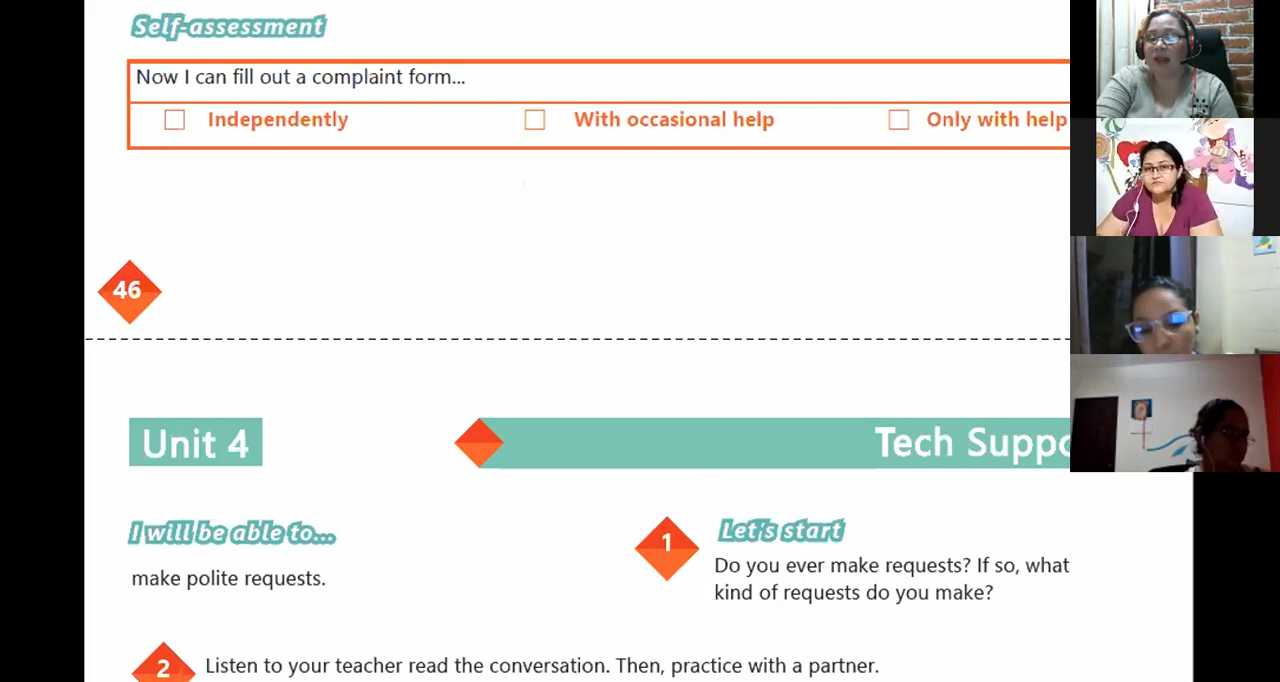 Self-assessment
Now I can fill out a complaint form...
Independently
With occasional help
Only with help
46
Unit 4
Tech Suppo
I will be able to...
make polite requests.
1
Let's start
Do you ever make requests? If so, what
kind of requests do you make?
2
Listen to your teacher read the conversation. Then, practice with a partner.